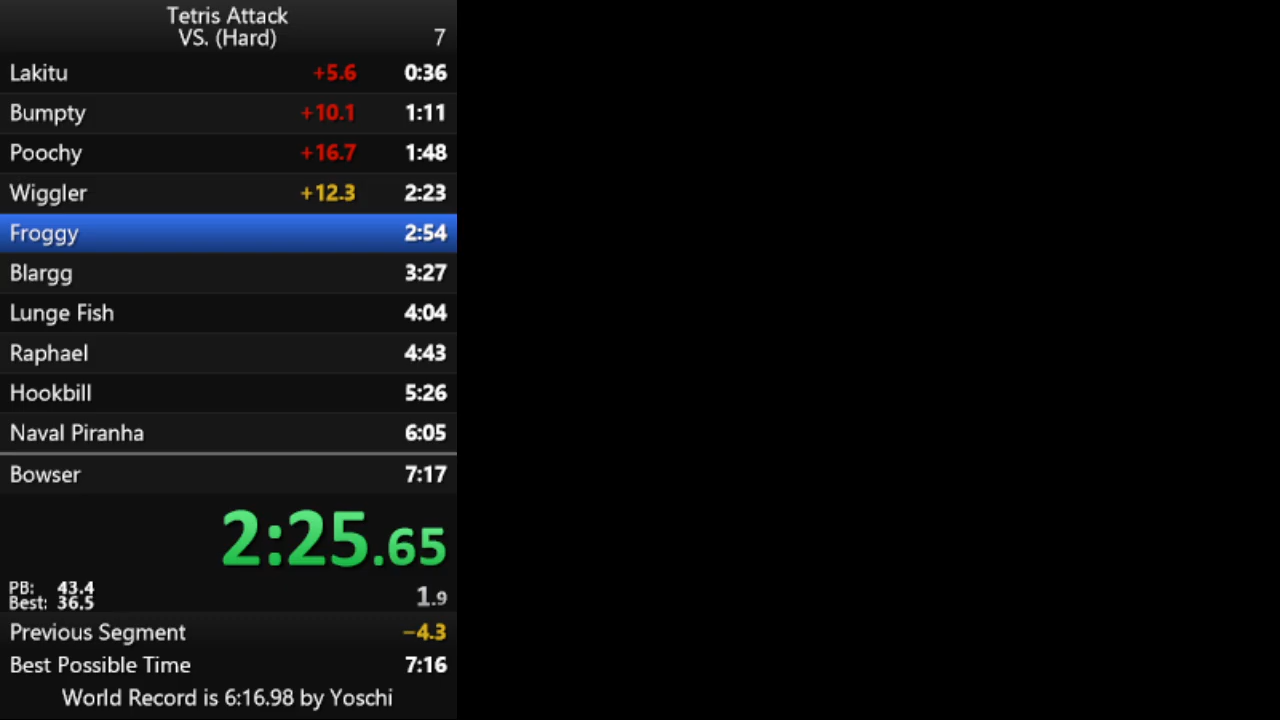 Tetris Attack
VS. (Hard) 7
Lakitu +5.6 0:36
Bumpty +10.1 1:11
Poochy +16.7 1:48
Wiggler +12.3 2:23
Froggy 2:54
Blargg 3:27
Lunge Fish 4:04
Raphael 4:43
Hookbill 5:26
Naval Piranha 6:05
Bowser 7:17
2:25.65
PB: 43.4
Best: 36.5 1.9
Previous Segment −4.3
Best Possible Time 7:16
World Record is 6:16.98 by Yoschi